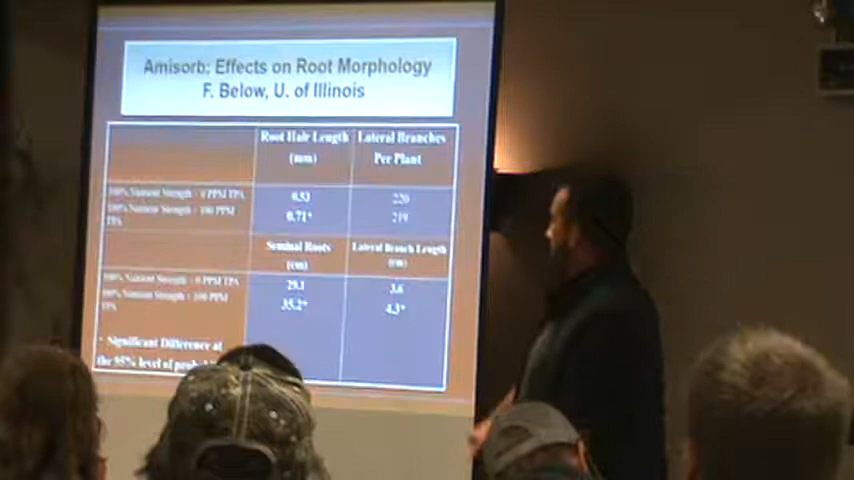 Amisorb: Effects on Root Morphology
F. Below, U. of Illinois
Root Hair Length Lateral Branches
(mm) Per Plant
100% Nutrient Strength : 0 PPM TPA 0.53 220
100% Nutrient Strength : 100 PPM 0.71* 219
TPA
Seminal Roots Lateral Branch Length
(cm) (cm)
100% Nutrient Strength : 0 PPM TPA 29.1 3.6
100% Nutrient Strength : 100 PPM 35.2* 4.3*
TPA
* Significant Difference at
the 95% level of